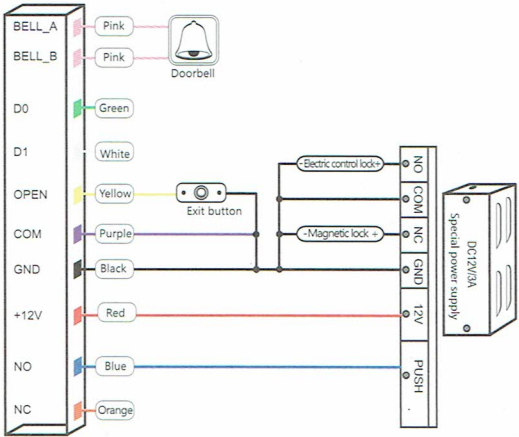 BELL_A Pink
BELL_B Pink
Doorbell
D0 Green
D1 White
OPEN Yellow
Exit button
COM Purple
GND Black
+12V Red
NO Blue
NC Orange
-Electric control lock+
-Magnetic lock +
NO
COM
NC
GND
12V
PUSH
DC12V/3A
Special power supply